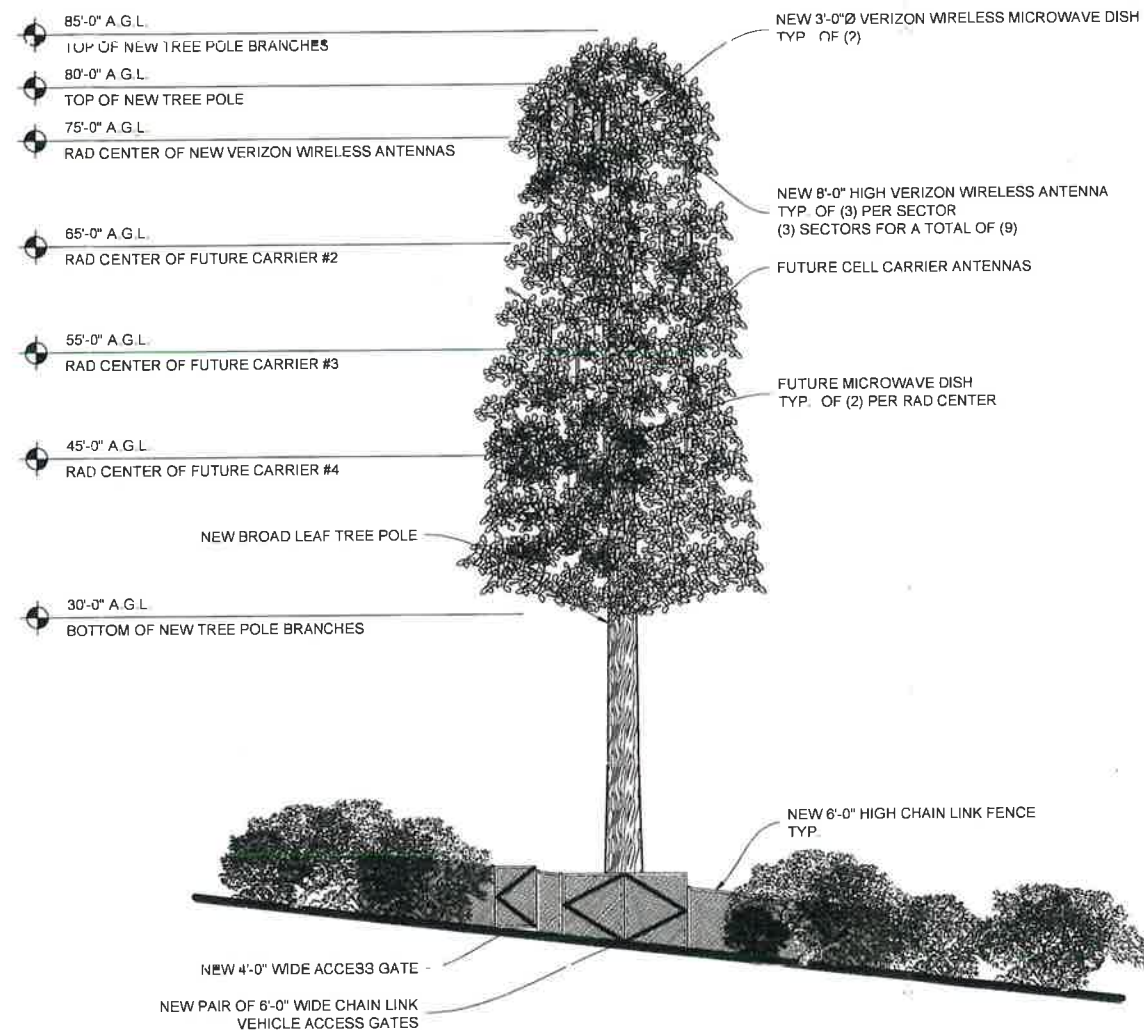 85'-0" A.G.L.
TOP OF NEW TREE POLE BRANCHES
80'-0" A.G.L.
TOP OF NEW TREE POLE
75'-0" A.G.L.
RAD CENTER OF NEW VERIZON WIRELESS ANTENNAS
65'-0" A.G.L.
RAD CENTER OF FUTURE CARRIER #2
55'-0" A.G.L.
RAD CENTER OF FUTURE CARRIER #3
45'-0" A.G.L.
RAD CENTER OF FUTURE CARRIER #4
NEW BROAD LEAF TREE POLE
30'-0" A.G.L.
BOTTOM OF NEW TREE POLE BRANCHES
NEW 3'-0"Ø VERIZON WIRELESS MICROWAVE DISH
TYP. OF (2)
NEW 8'-0" HIGH VERIZON WIRELESS ANTENNA
TYP. OF (3) PER SECTOR
(3) SECTORS FOR A TOTAL OF (9)
FUTURE CELL CARRIER ANTENNAS
FUTURE MICROWAVE DISH
TYP. OF (2) PER RAD CENTER
NEW 6'-0" HIGH CHAIN LINK FENCE
TYP.
NEW 4'-0" WIDE ACCESS GATE
NEW PAIR OF 6'-0" WIDE CHAIN LINK
VEHICLE ACCESS GATES